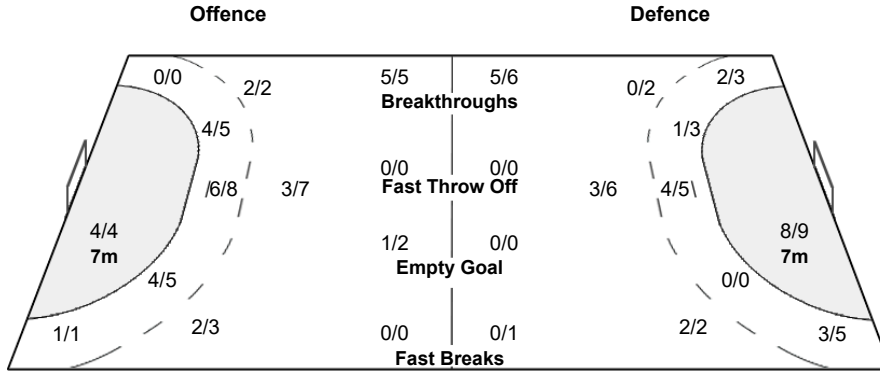 Offence Defence
0/0 2/2 5/5 5/6 0/2 2/3
Breakthroughs
4/5 1/3
0/0 0/0
6/8 3/7 Fast Throw Off 3/6 4/5
4/4 1/2 0/0 8/9
7m Empty Goal 7m
4/5 0/0
1/1 2/3 0/0 0/1 2/2 3/5
Fast Breaks